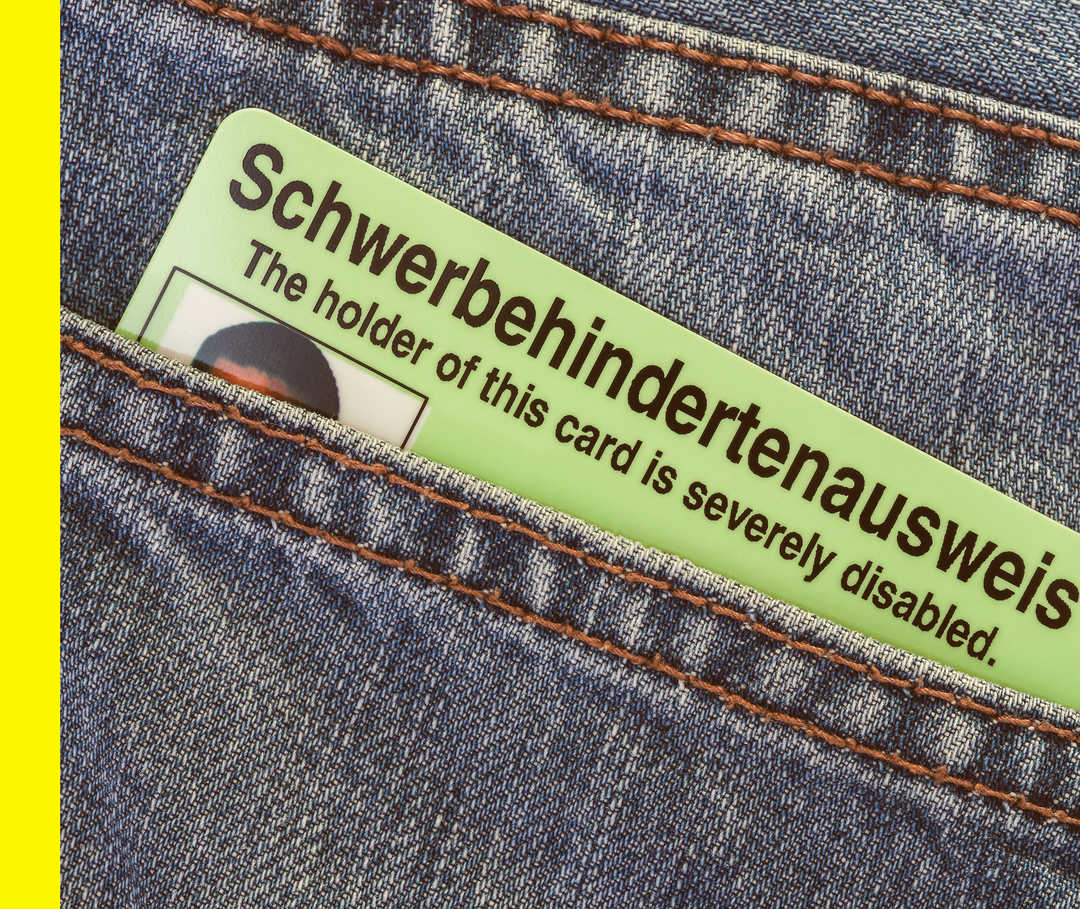 Schwerbehindertenausweis
The holder of this card is severely disabled.